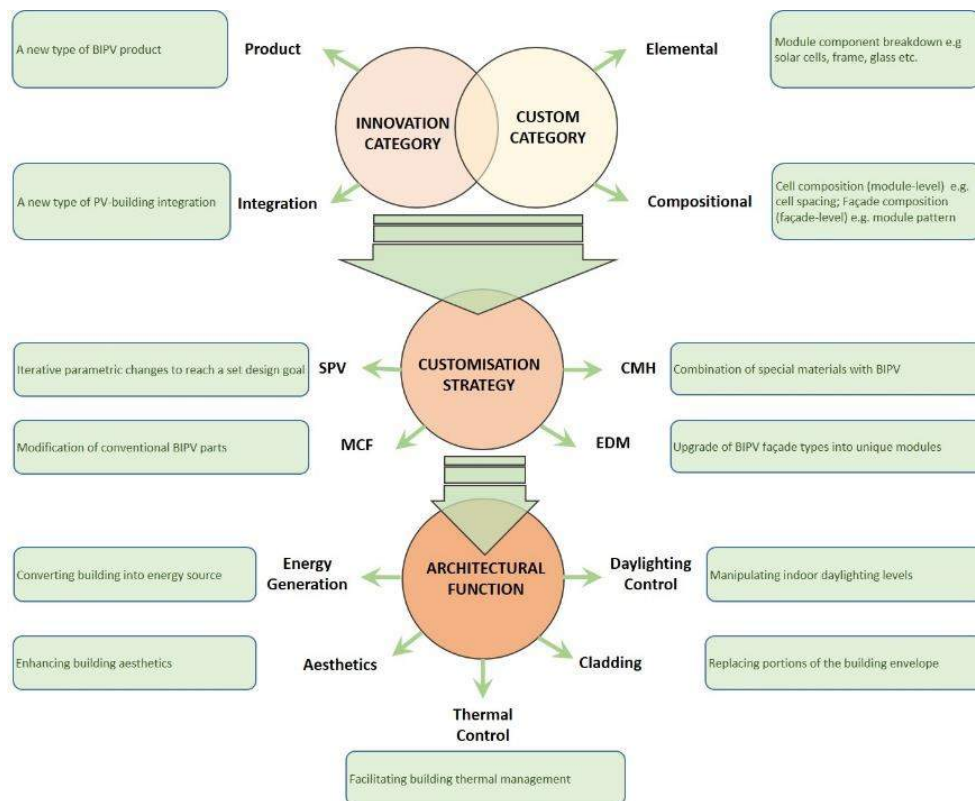 A new type of BIPV product
Product
Elemental
Module component breakdown e.g
solar cells, frame, glass etc.
INNOVATION
CATEGORY
CUSTOM
CATEGORY
A new type of PV-building integration
Integration
Compositional
Cell composition (module-level) e.g.
cell spacing; Façade composition
(façade-level) e.g. module pattern
Iterative parametric changes to reach a set design goal
SPV
CUSTOMISATION
STRATEGY
CMH
Combination of special materials with BIPV
Modification of conventional BIPV parts
MCF
EDM
Upgrade of BIPV façade types into unique modules
Converting building into energy source
Energy
Generation
ARCHITECTURAL
FUNCTION
Daylighting
Control
Manipulating indoor daylighting levels
Enhancing building aesthetics
Aesthetics
Cladding
Replacing portions of the building envelope
Thermal
Control
Facilitating building thermal management